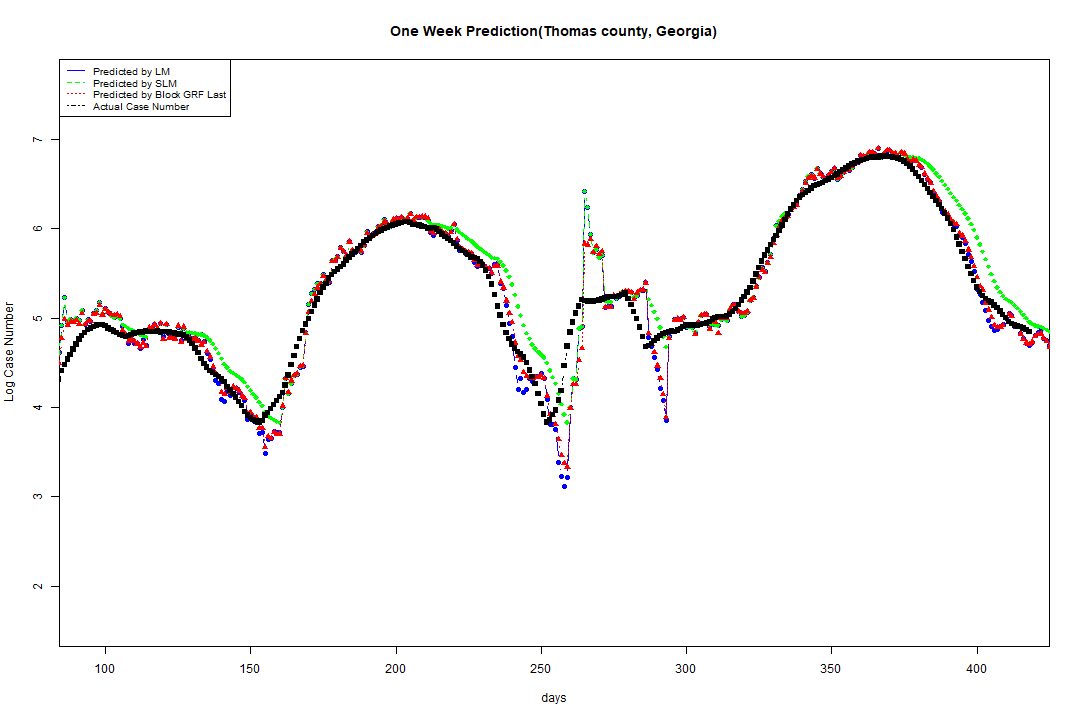 One Week Prediction(Thomas county, Georgia)
Predicted by LM
Predicted by SLM
Predicted by Block GRF Last
Actual Case Number
Log Case Number
7
6
5
4
3
2
100 150 200 250 300 350 400
days